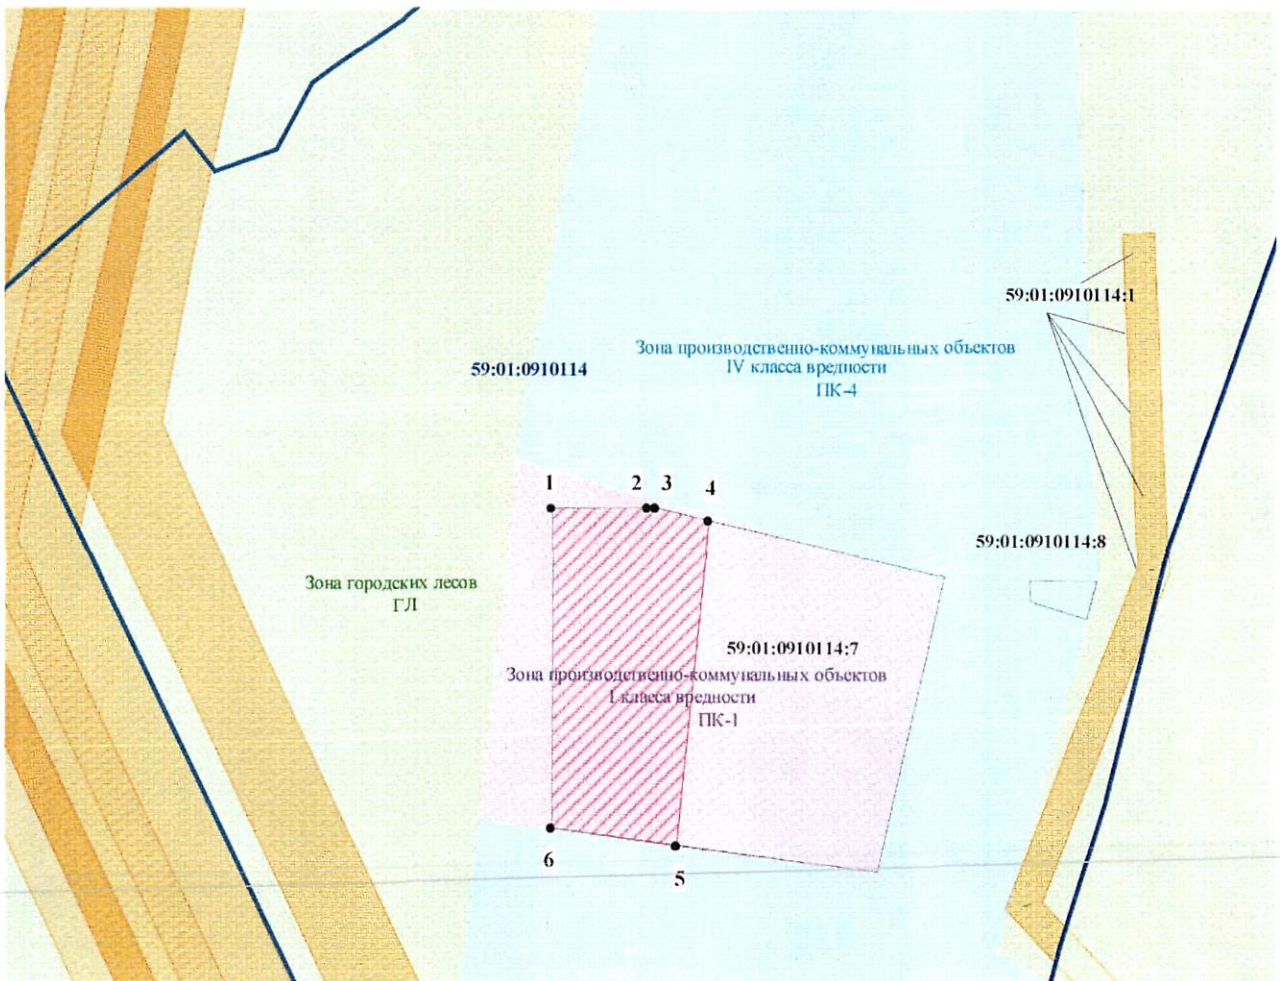 59:01:0910114:1
Зона производственно-коммунальных объектов
IV класса вредности
ПК-4
59:01:0910114
1
2
3
4
59:01:0910114:8
Зона городских лесов
ГЛ
59:01:0910114:7
Зона производственно-коммунальных объектов
I класса вредности
ПК-1
6
5